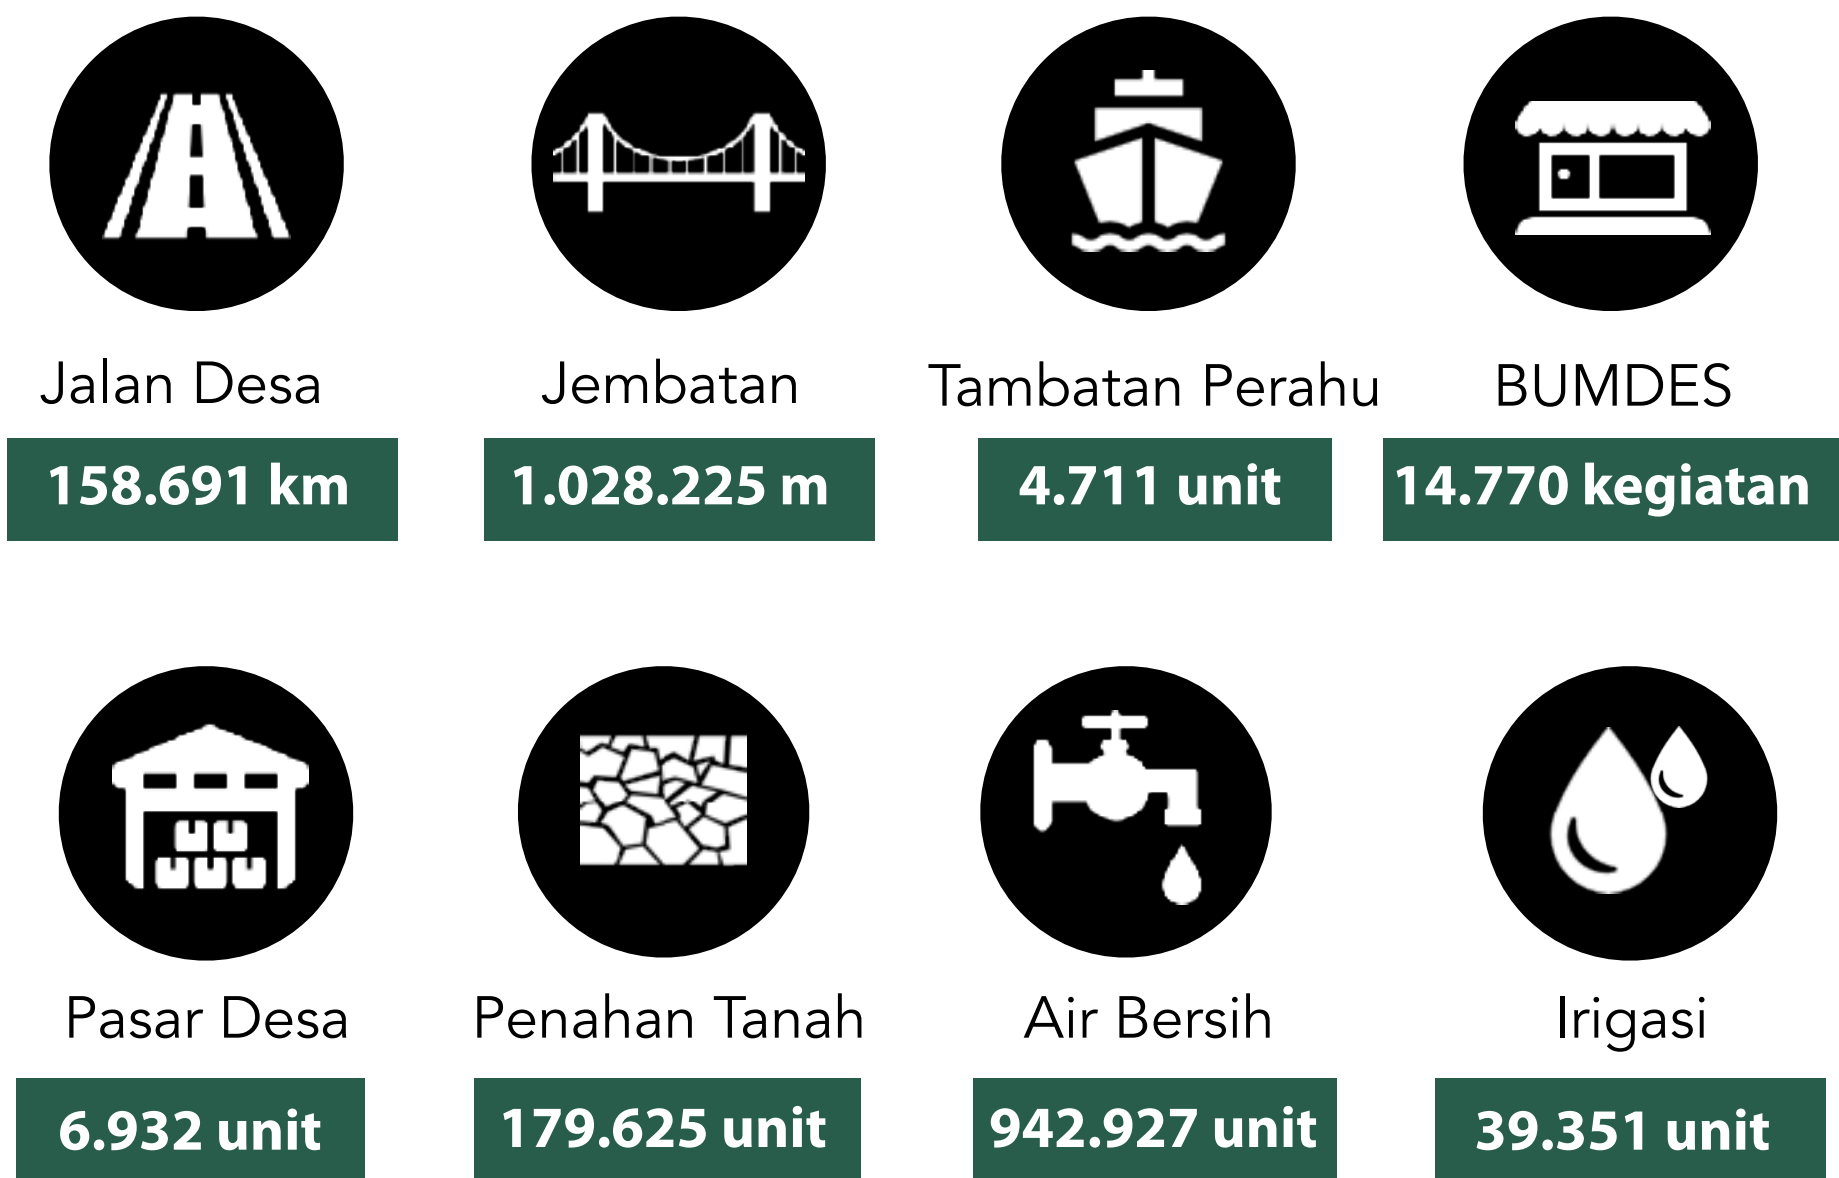 Jalan Desa
158.691 km
Jembatan
1.028.225 m
Tambatan Perahu
4.711 unit
BUMDES
14.770 kegiatan
Pasar Desa
6.932 unit
Penahan Tanah
179.625 unit
Air Bersih
942.927 unit
Irigasi
39.351 unit